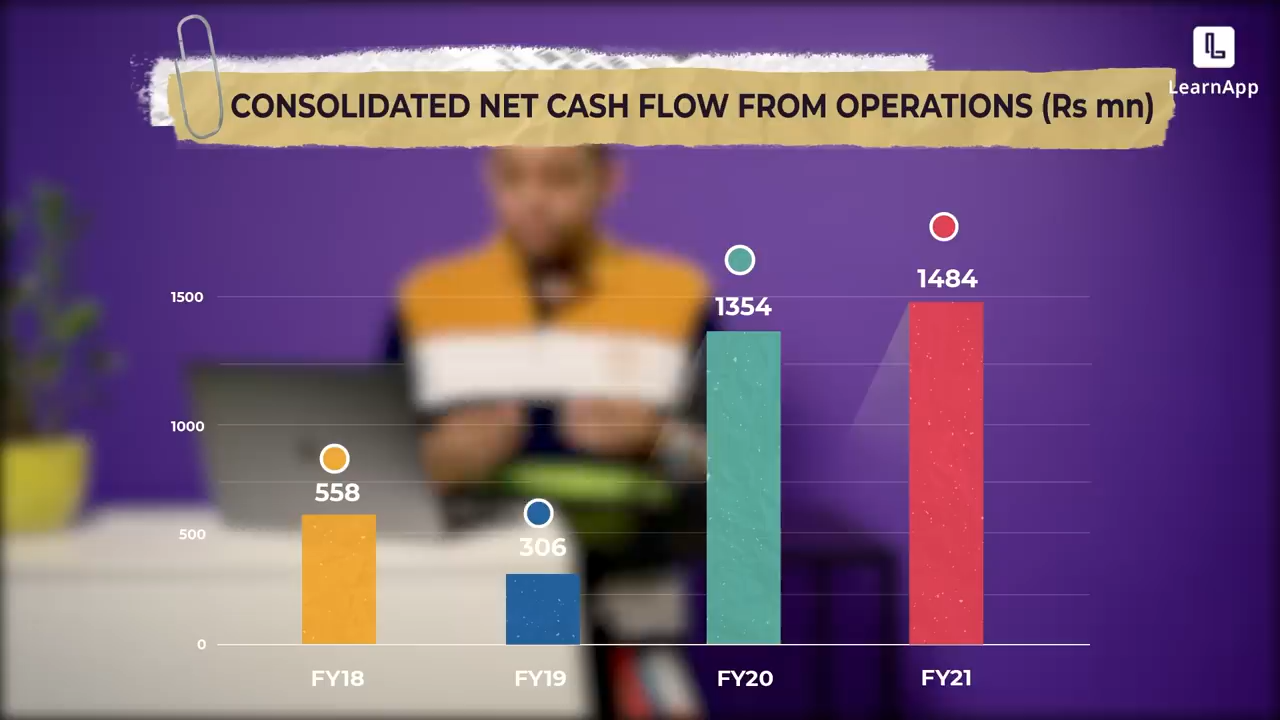 LearnApp
CONSOLIDATED NET CASH FLOW FROM OPERATIONS (Rs mn)
1500
1000
500
0
558
306
1354
1484
FY18
FY19
FY20
FY21